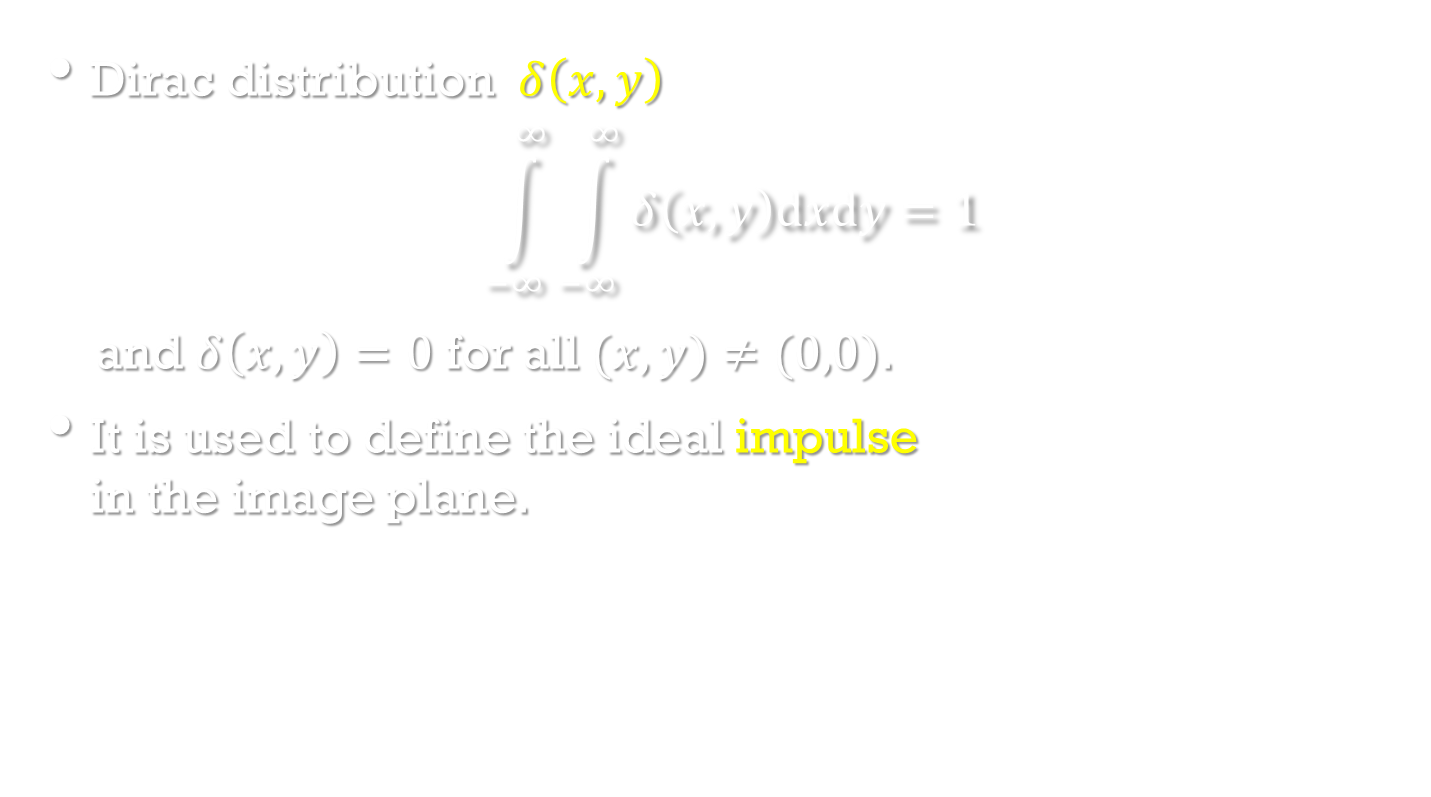 • Dirac distribution δ(x, y)
∫_{−∞}^{∞} ∫_{−∞}^{∞} δ(x, y)dxdy = 1
and δ(x, y) = 0 for all (x, y) ≠ (0,0).
• It is used to define the ideal impulse
in the image plane.